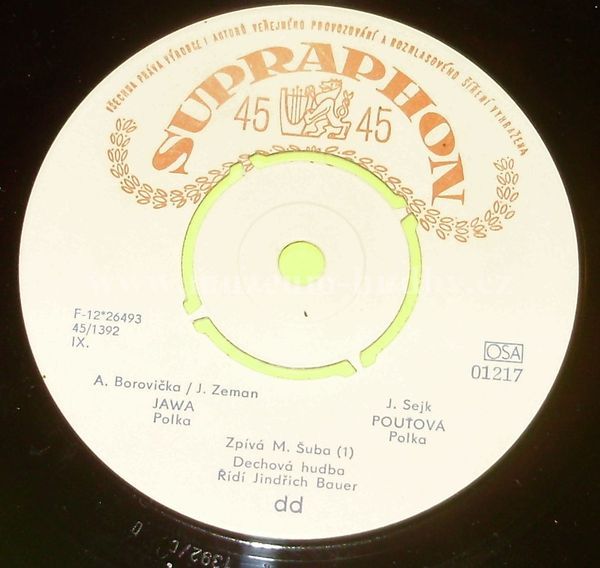 VŠECHNA PRÁVA VÝROBCE I AUTORŮ VEŘEJNÉHO PROVOZOVÁNÍ A ROZHLASOVÉHO ŠÍŘENÍ VYHRAŽENA
SUPRAPHON
45 45
F-12*26493
45/1392
IX.
OSA
01217
A. Borovička / J. Zeman
JAWA
Polka
J. Sejk
POUŤOVÁ
Polka
Zpívá M. Šuba (1)
Dechová hudba
Řídí Jindřich Bauer
dd